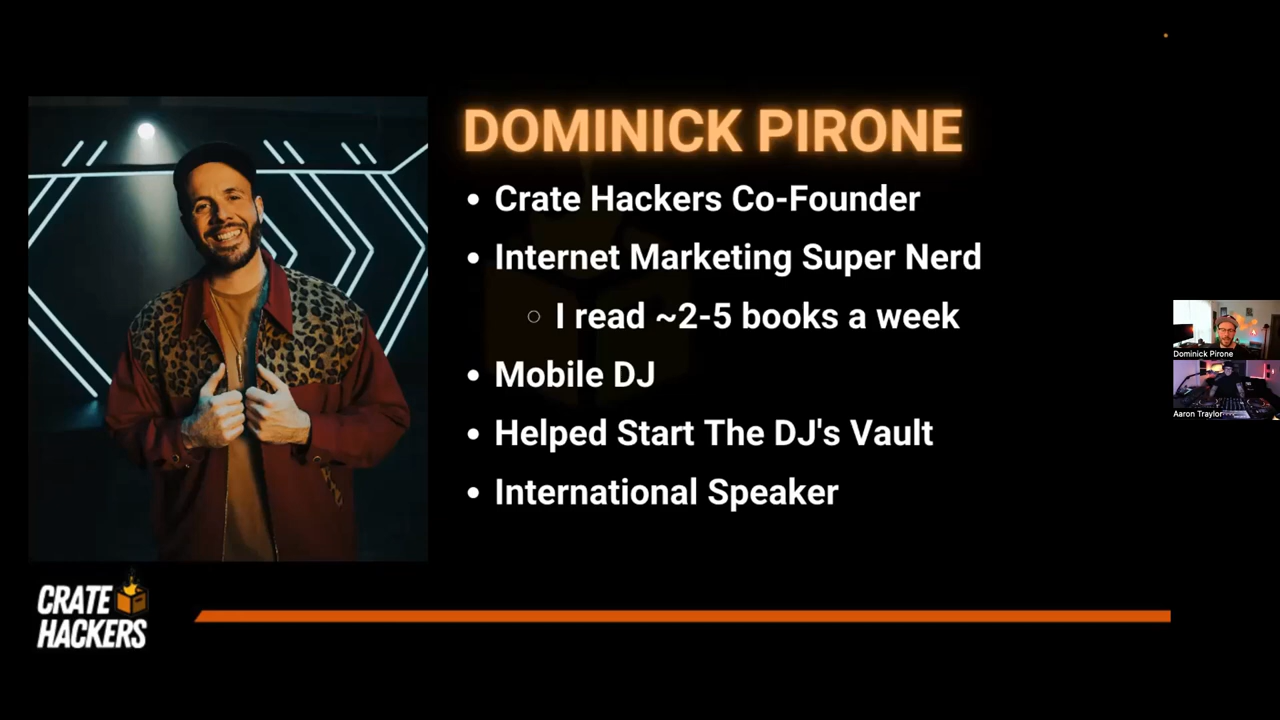 DOMINICK PIRONE
• Crate Hackers Co-Founder
• Internet Marketing Super Nerd
○ I read ~2-5 books a week
• Mobile DJ
• Helped Start The DJ's Vault
• International Speaker
Dominick Pirone
Aaron Traylor
CRATE
HACKERS